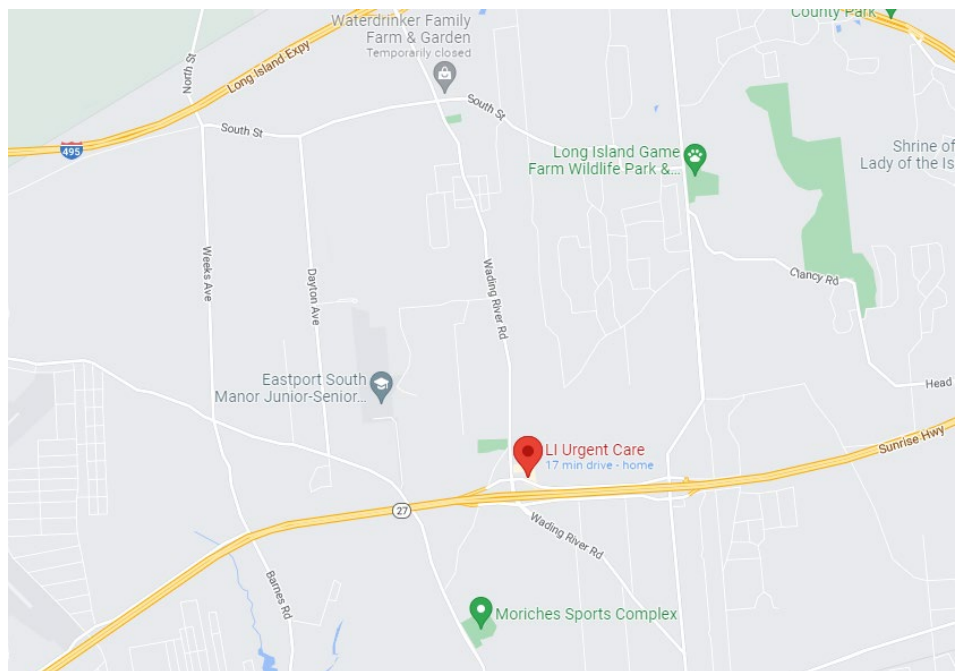 County Park
Waterdrinker Family
Farm & Garden
Temporarily closed
North St
Long Island Expy
495
South St
South St
Long Island Game
Farm Wildlife Park &...
Shrine of
Lady of the Is
Weeks Ave
Dayton Ave
Wading River Rd
Clancy Rd
Eastport South
Manor Junior-Senior...
Head
Sunrise Hwy
LI Urgent Care
17 min drive - home
27
Wading River Rd
Barnes Rd
Moriches Sports Complex